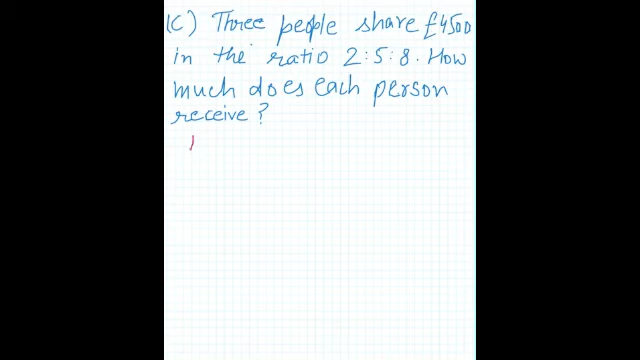 (C) Three people share £4500
in the ratio 2:5:8. How
much does each person
receive?